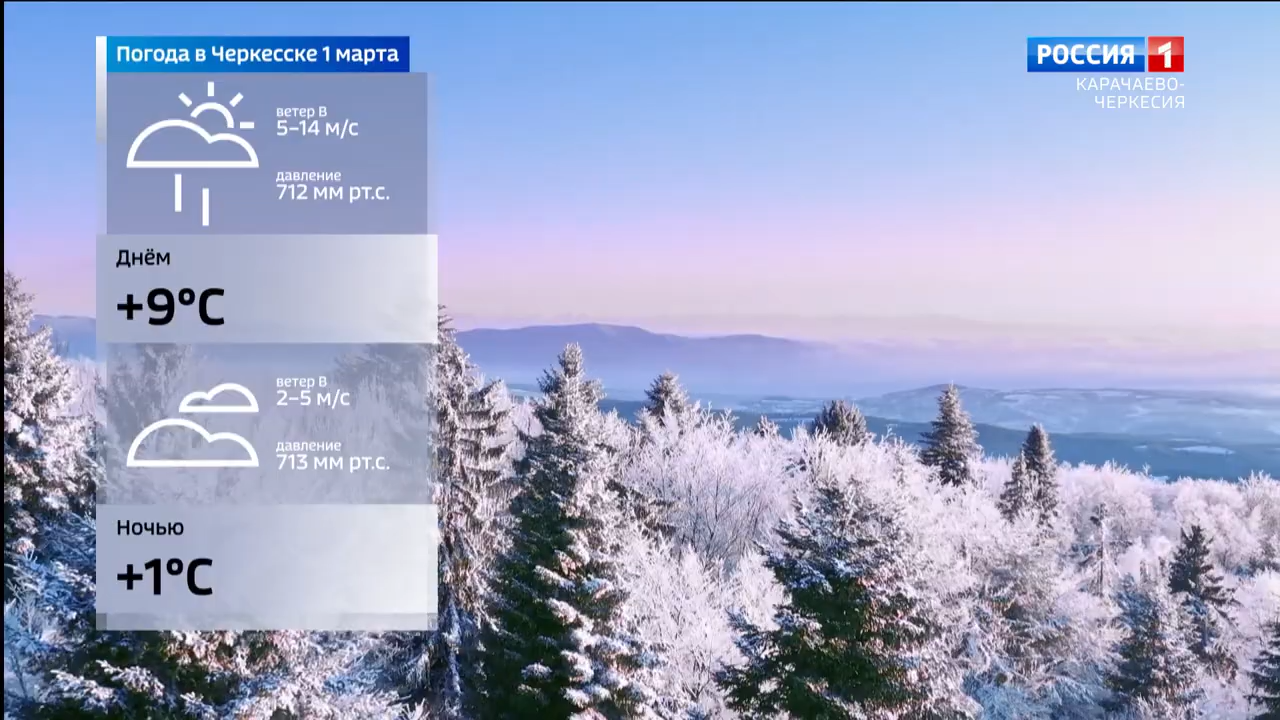 Погода в Черкесске 1 марта
РОССИЯ 1
КАРАЧАЕВО-
ЧЕРКЕСИЯ
ветер В
5–14 м/с
давление
712 мм рт.с.
Днём
+9°C
ветер В
2–5 м/с
давление
713 мм рт.с.
Ночью
+1°C